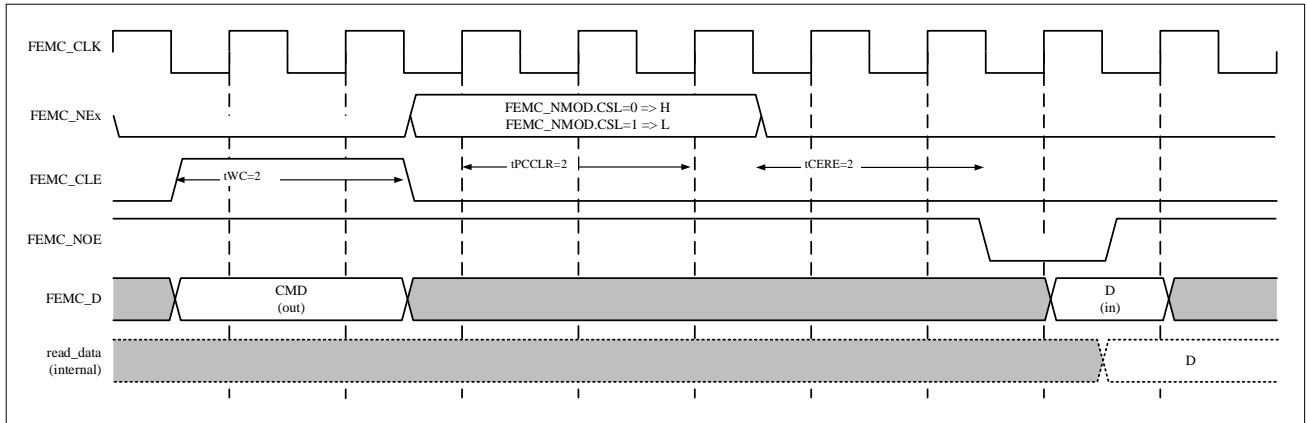 FEMC_CLK
FEMC_NEx
FEMC_NMOD.CSL=0 => H
FEMC_NMOD.CSL=1 => L
FEMC_CLE
tWC=2
tPCCLR=2
tCERE=2
FEMC_NOE
FEMC_D
CMD
(out)
D
(in)
read_data
(internal)
D